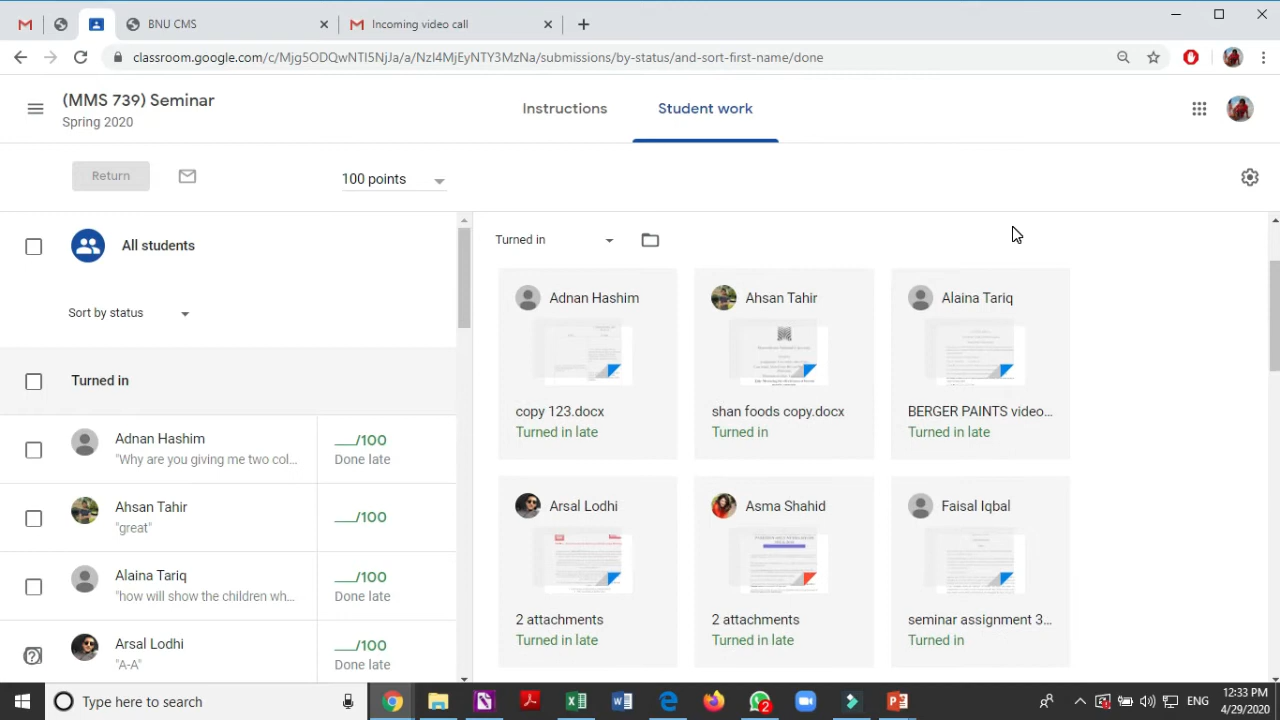 BNU CMS
Incoming video call
classroom.google.com/c/Mjg5ODQwNTI5NjJa/a/NzI4MjEyNTY3MzNa/submissions/by-status/and-sort-first-name/done
(MMS 739) Seminar
Spring 2020
Instructions
Student work
Return
100 points
All students
Sort by status
Turned in
Adnan Hashim
"Why are you giving me two col...
___/100
Done late
Ahsan Tahir
"great"
___/100
Alaina Tariq
"how will show the children wh...
___/100
Done late
Arsal Lodhi
"A-A"
___/100
Done late
Turned in
Adnan Hashim
copy 123.docx
Turned in late
Ahsan Tahir
shan foods copy.docx
Turned in
Alaina Tariq
BERGER PAINTS video...
Turned in late
Arsal Lodhi
2 attachments
Turned in late
Asma Shahid
2 attachments
Turned in late
Faisal Iqbal
seminar assignment 3...
Turned in
Type here to search
2
ENG
12:33 PM
4/29/2020